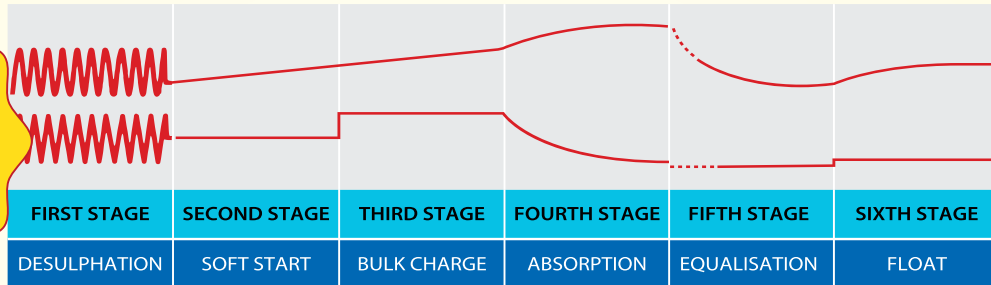 FIRST STAGE SECOND STAGE THIRD STAGE FOURTH STAGE FIFTH STAGE SIXTH STAGE
DESULPHATION SOFT START BULK CHARGE ABSORPTION EQUALISATION FLOAT